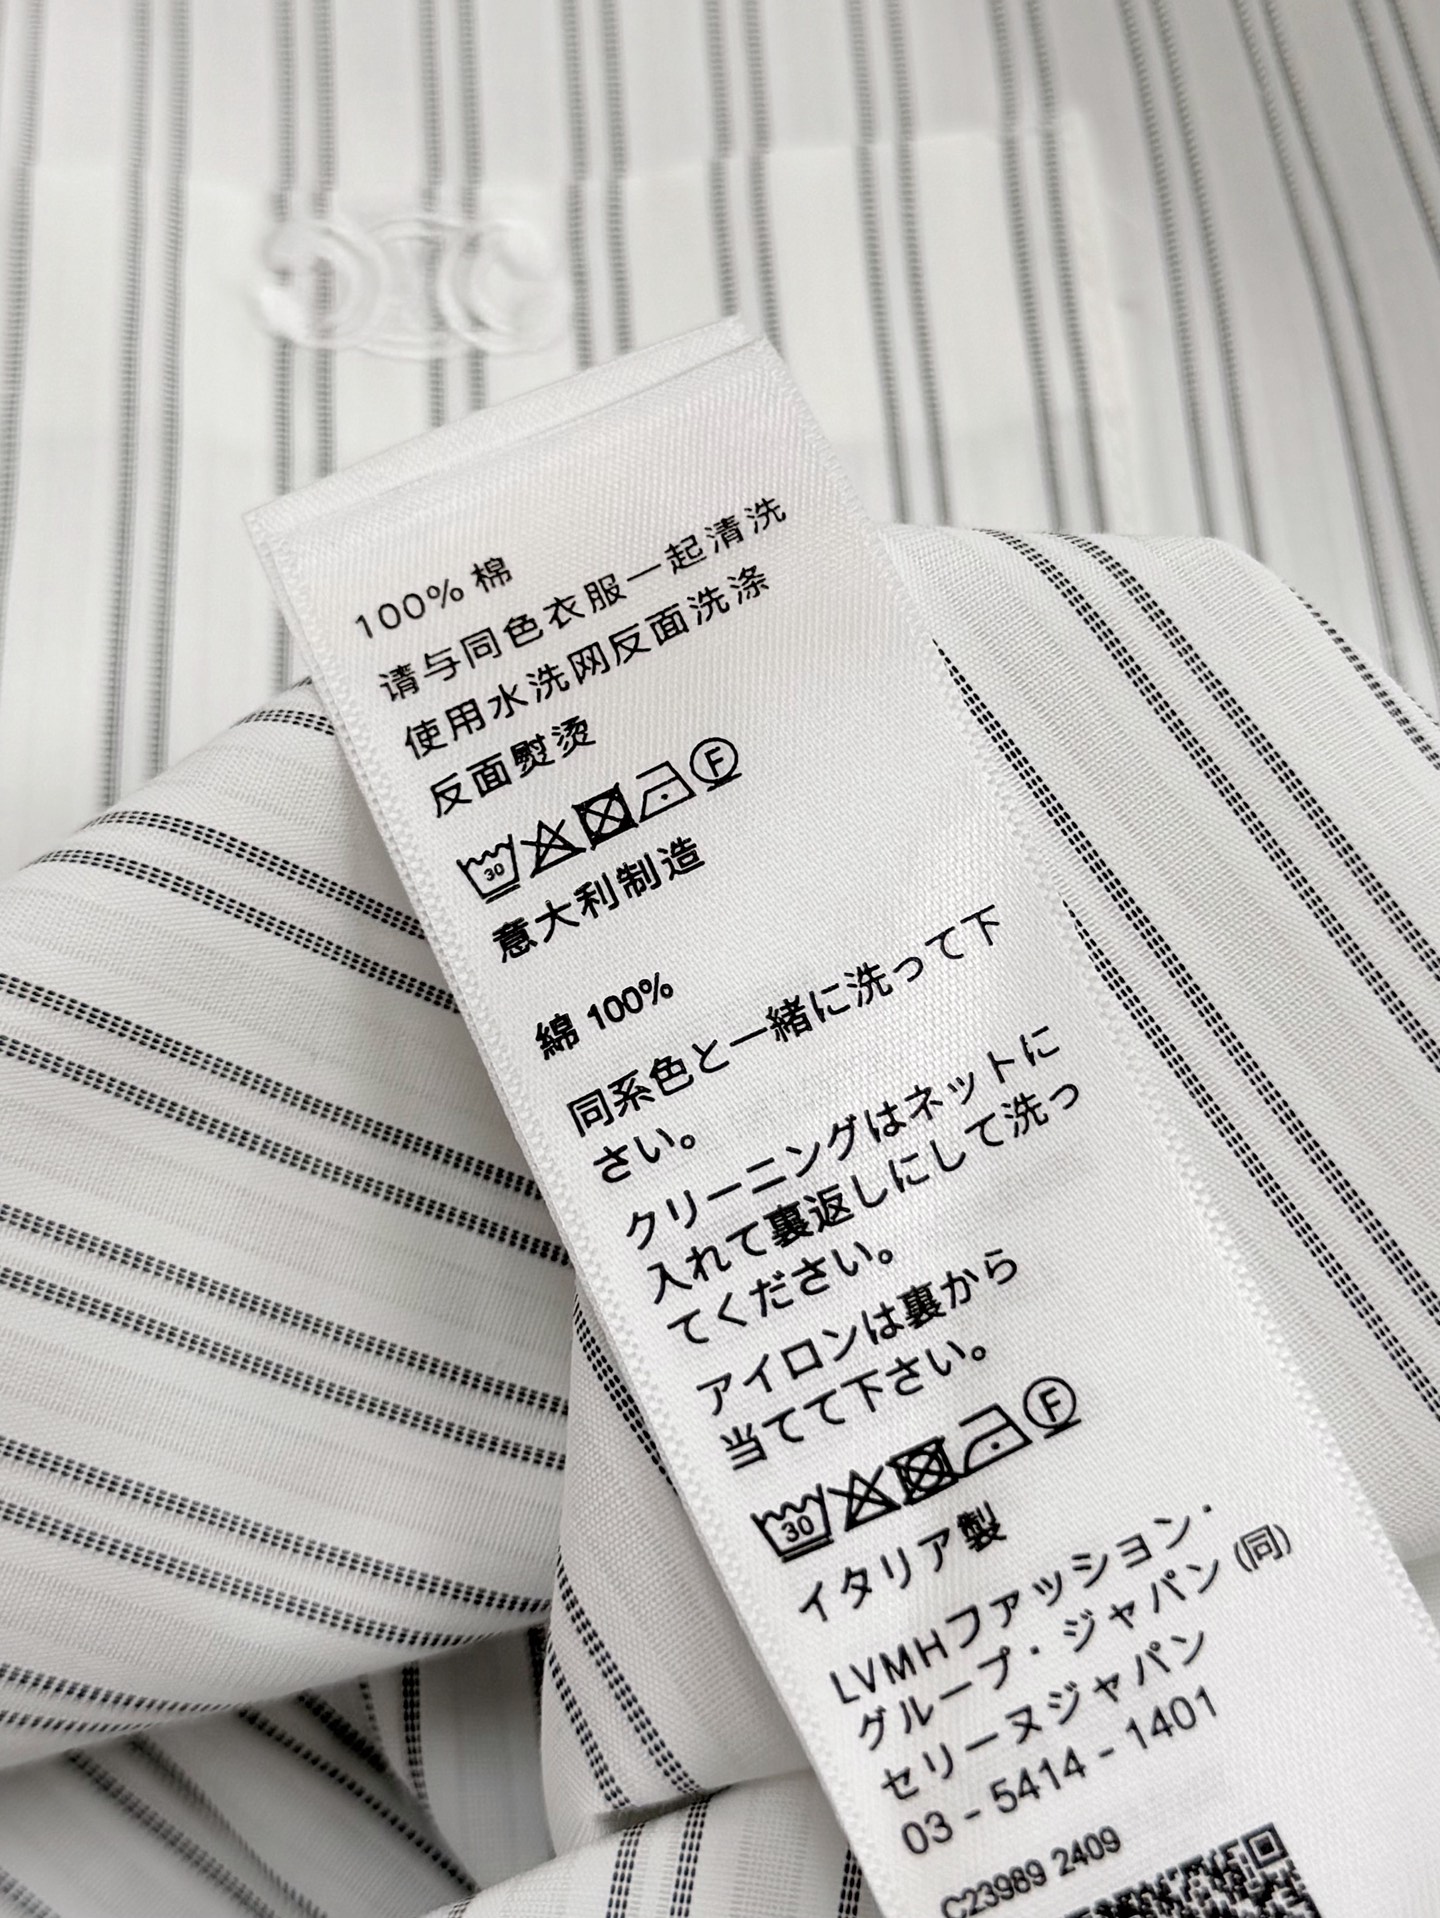 100% 棉
请与同色衣服一起清洗
使用水洗网反面洗涤
反面熨烫
30 F
意大利制造
綿 100%
同系色と一緒に洗って下
さい。
クリーニングはネットに
入れて裏返しにして洗っ
てください。
アイロンは裏から
当てて下さい。
30 F
イタリア製
LVMHファッション・
グループ・ジャパン (同)
セリーヌジャパン
03 - 5414 - 1401
C23989 2409